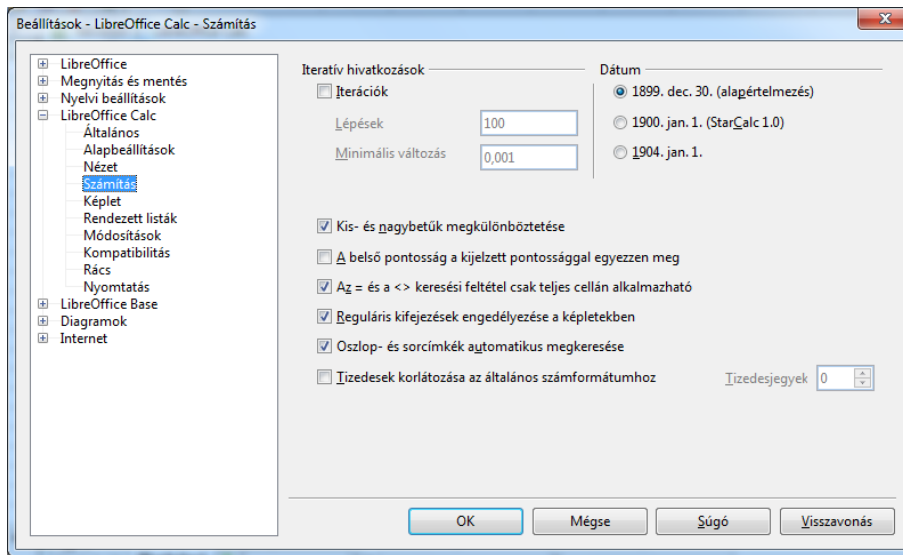 Beállítások - LibreOffice Calc - Számítás
LibreOffice
Megnyitás és mentés
Nyelvi beállítások
LibreOffice Calc
Általános
Alapbeállítások
Nézet
Számítás
Képlet
Rendezett listák
Módosítások
Kompatibilitás
Rács
Nyomtatás
LibreOffice Base
Diagramok
Internet
Iteratív hivatkozások
Iterációk
Lépések 100
Minimális változás 0,001
Dátum
1899. dec. 30. (alapértelmezés)
1900. jan. 1. (StarCalc 1.0)
1904. jan. 1.
Kis- és nagybetűk megkülönböztetése
A belső pontosság a kijelzett pontossággal egyezzen meg
Az = és a <> keresési feltétel csak teljes cellán alkalmazható
Reguláris kifejezések engedélyezése a képletekben
Oszlop- és sorcímkék automatikus megkeresése
Tizedesek korlátozása az általános számformátumhoz Tizedesjegyek 0
OK Mégse Súgó Visszavonás